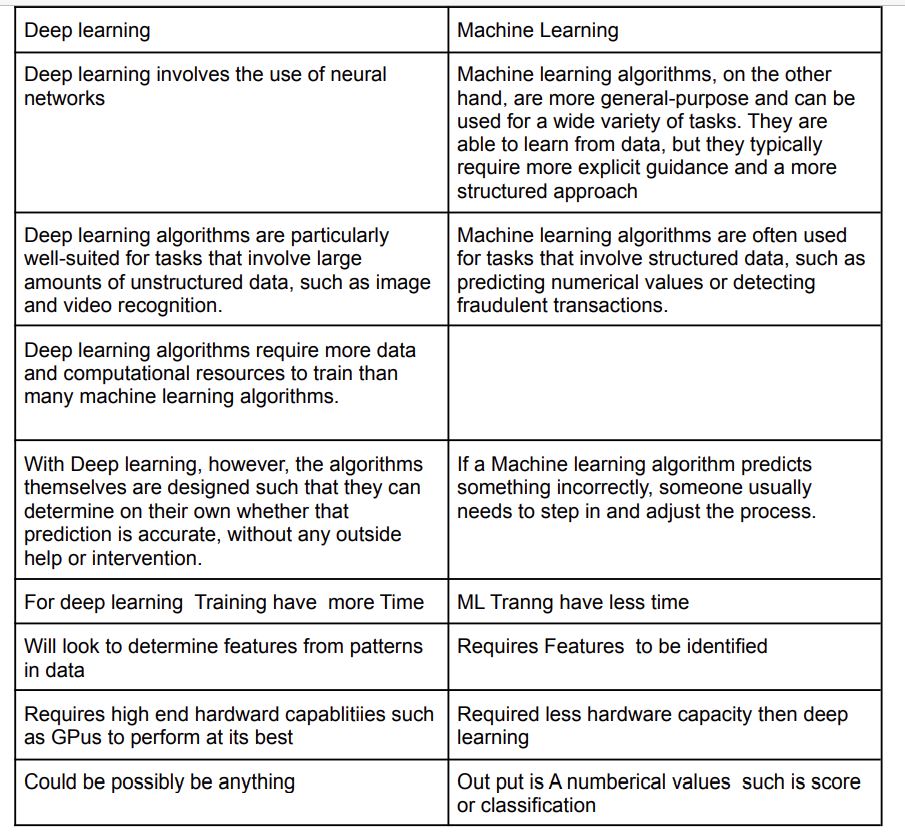 Deep learning
Machine Learning
Deep learning involves the use of neural
networks
Machine learning algorithms, on the other
hand, are more general-purpose and can be
used for a wide variety of tasks. They are
able to learn from data, but they typically
require more explicit guidance and a more
structured approach
Deep learning algorithms are particularly
well-suited for tasks that involve large
amounts of unstructured data, such as image
and video recognition.
Machine learning algorithms are often used
for tasks that involve structured data, such as
predicting numerical values or detecting
fraudulent transactions.
Deep learning algorithms require more data
and computational resources to train than
many machine learning algorithms.
With Deep learning, however, the algorithms
themselves are designed such that they can
determine on their own whether that
prediction is accurate, without any outside
help or intervention.
If a Machine learning algorithm predicts
something incorrectly, someone usually
needs to step in and adjust the process.
For deep learning  Training have  more Time
ML Tranng have less time
Will look to determine features from patterns
in data
Requires Features  to be identified
Requires high end hardward capablitiies such
as GPus to perform at its best
Required less hardware capacity then deep
learning
Could be possibly be anything
Out put is A numberical values  such is score
or classification